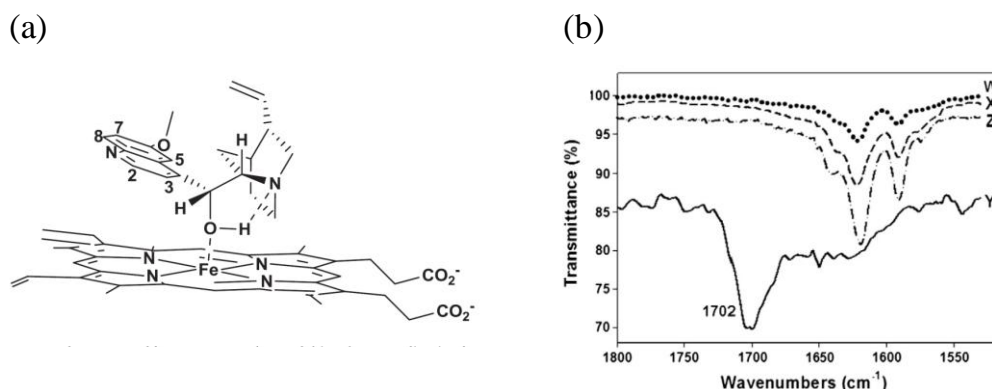 (a)
(b)
8
7
O
N
5
2
3
H
N
H
O
H
N
N
Fe
N
N
CO₂⁻
CO₂⁻
W
X
Z
Y
100
95
90
85
80
75
70
1702
Transmittance (%)
1800 1750 1700 1650 1600 1550
Wavenumbers (cm⁻¹)